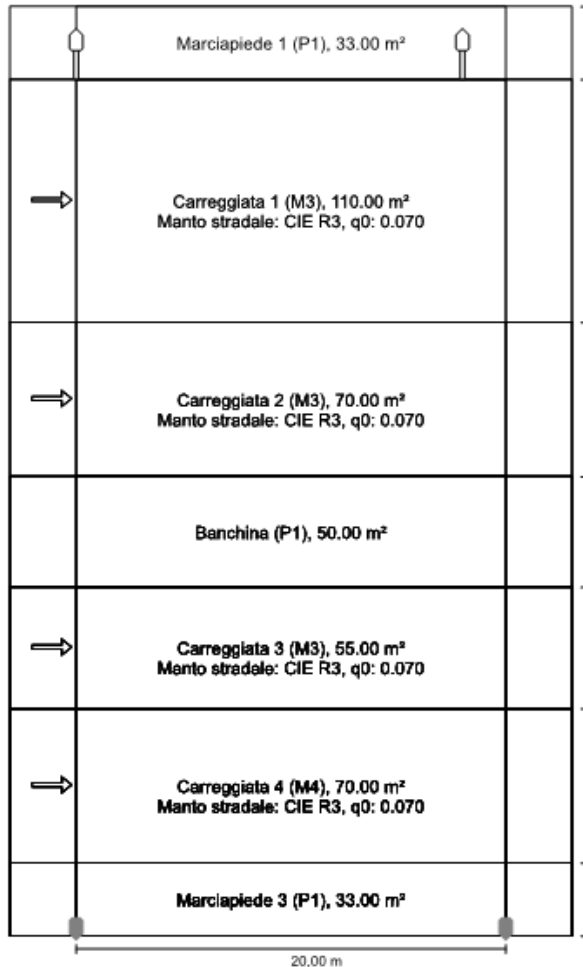 Marciapiede 1 (P1), 33.00 m²
Carreggiata 1 (M3), 110.00 m²
Manto stradale: CIE R3, q0: 0.070
Carreggiata 2 (M3), 70.00 m²
Manto stradale: CIE R3, q0: 0.070
Banchina (P1), 50.00 m²
Carreggiata 3 (M3), 55.00 m²
Manto stradale: CIE R3, q0: 0.070
Carreggiata 4 (M4), 70.00 m²
Manto stradale: CIE R3, q0: 0.070
Marciapiede 3 (P1), 33.00 m²
20.00 m